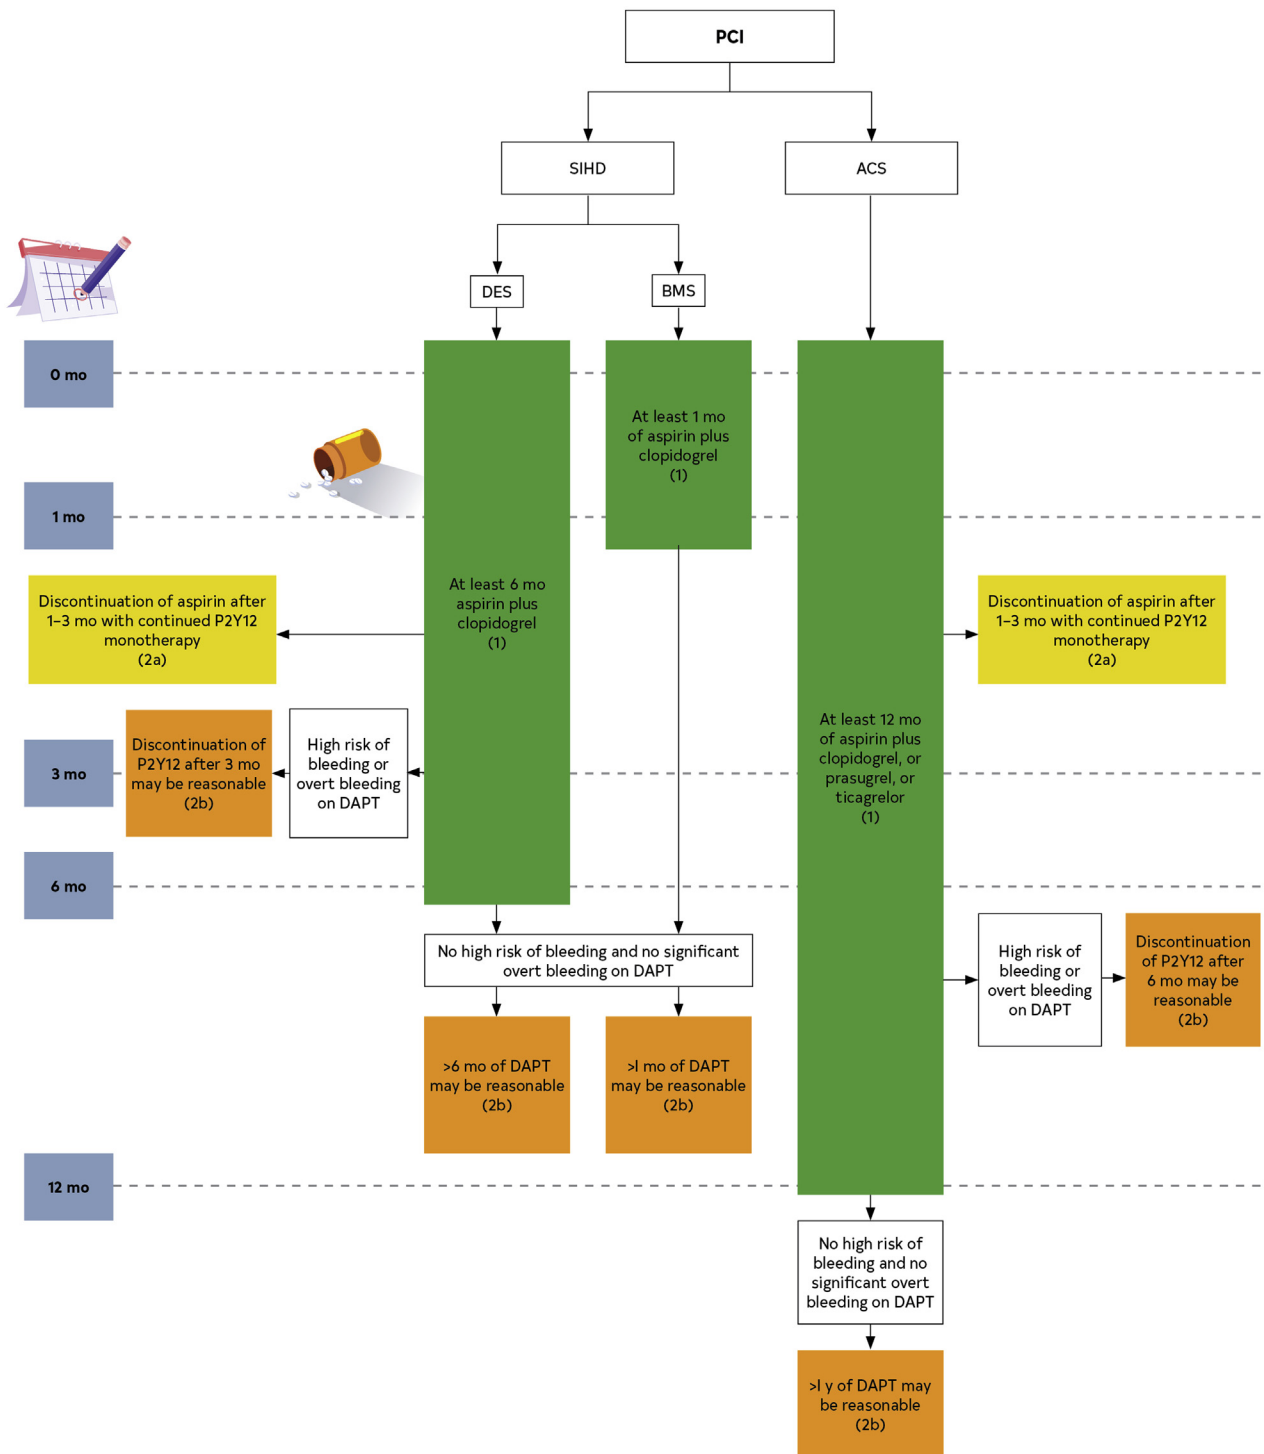 PCI
SIHD
ACS
DES
BMS
0 mo
At least 1 mo
of aspirin plus
clopidogrel
(1)
1 mo
At least 6 mo
aspirin plus
clopidogrel
(1)
Discontinuation of aspirin after
1–3 mo with continued P2Y12
monotherapy
(2a)
Discontinuation of aspirin after
1–3 mo with continued P2Y12
monotherapy
(2a)
At least 12 mo
of aspirin plus
clopidogrel, or
prasugrel, or
ticagrelor
(1)
3 mo
Discontinuation of
P2Y12 after 3 mo
may be reasonable
(2b)
High risk of
bleeding or
overt bleeding
on DAPT
6 mo
No high risk of bleeding and no significant
overt bleeding on DAPT
High risk of
bleeding or
overt bleeding
on DAPT
Discontinuation
of P2Y12 after
6 mo may be
reasonable
(2b)
>6 mo of DAPT
may be reasonable
(2b)
>I mo of DAPT
may be reasonable
(2b)
12 mo
No high risk of
bleeding and no
significant overt
bleeding on DAPT
>I y of DAPT may
be reasonable
(2b)